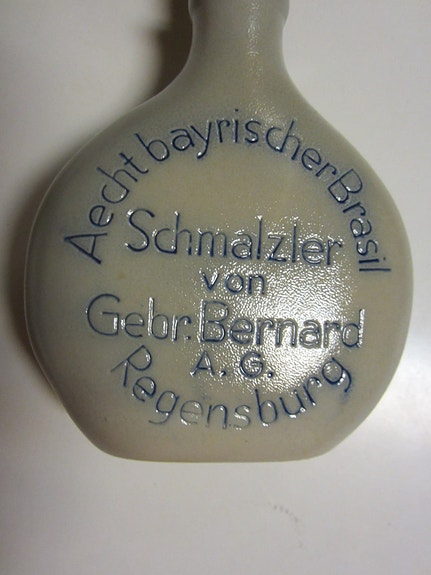 Aecht bayrischer Brasil
Schmalzler
von
Gebr. Bernard
A. G.
Regensburg